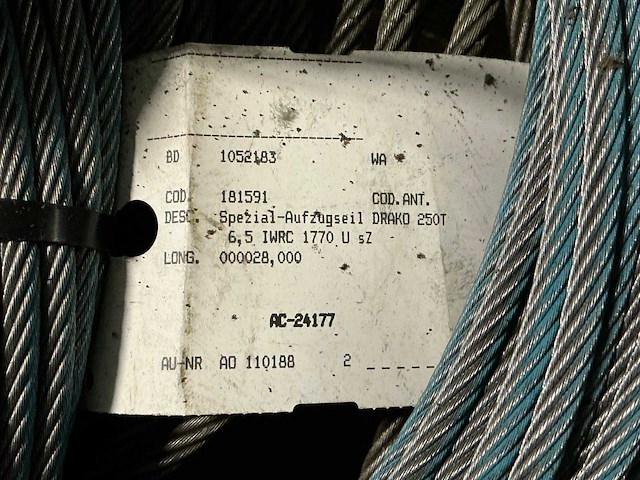 BD 1052183 WA
COD. 181591 COD.ANT.
DESC. Spezial-Aufzugseil DRAKO 250T
6,5 IWRC 1770 U sZ
LONG. 000028,000
AC-24177
AU-NR AO 110188 2 _ _ _ _ _